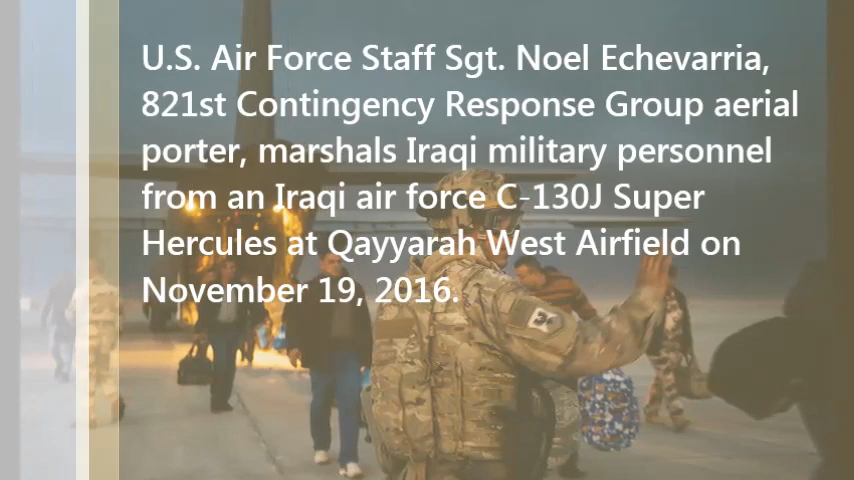 U.S. Air Force Staff Sgt. Noel Echevarria,
821st Contingency Response Group aerial
porter, marshals Iraqi military personnel
from an Iraqi air force C-130J Super
Hercules at Qayyarah West Airfield on
November 19, 2016.